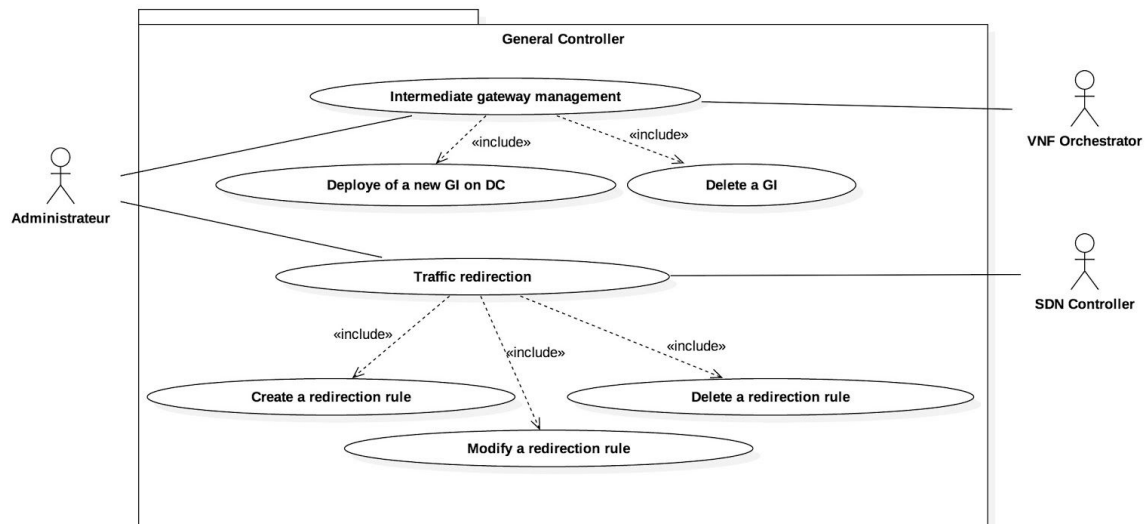 General Controller
Intermediate gateway management
VNF Orchestrator
«include»
«include»
Deploye of a new GI on DC
Delete a GI
Administrateur
Traffic redirection
SDN Controller
«include»
«include»
«include»
Create a redirection rule
Delete a redirection rule
Modify a redirection rule